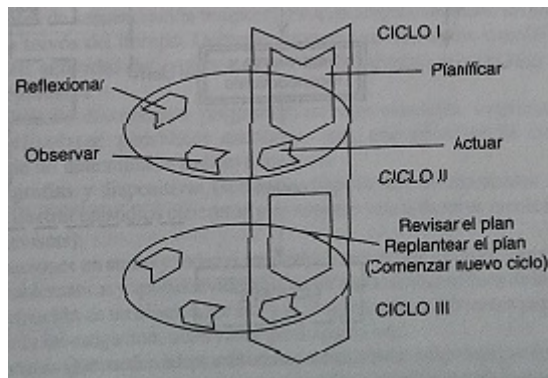 CICLO I
Planificar
Reflexionar
Observar
Actuar
CICLO II
Revisar el plan
Replantear el plan
(Comenzar nuevo ciclo)
CICLO III